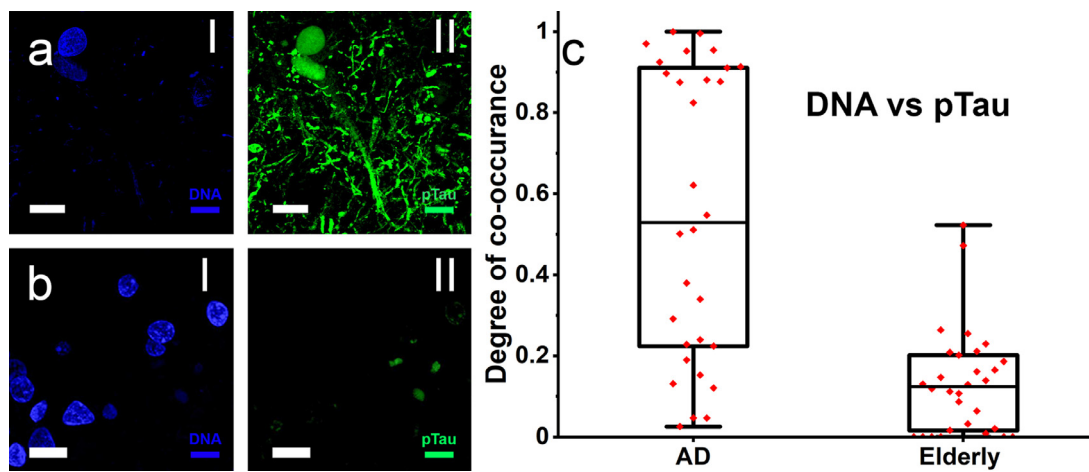 a
I
DNA
II
pTau
b
I
DNA
II
pTau
C
DNA vs pTau
Degree of co-occurance
1
0.8
0.6
0.4
0.2
0
AD
Elderly